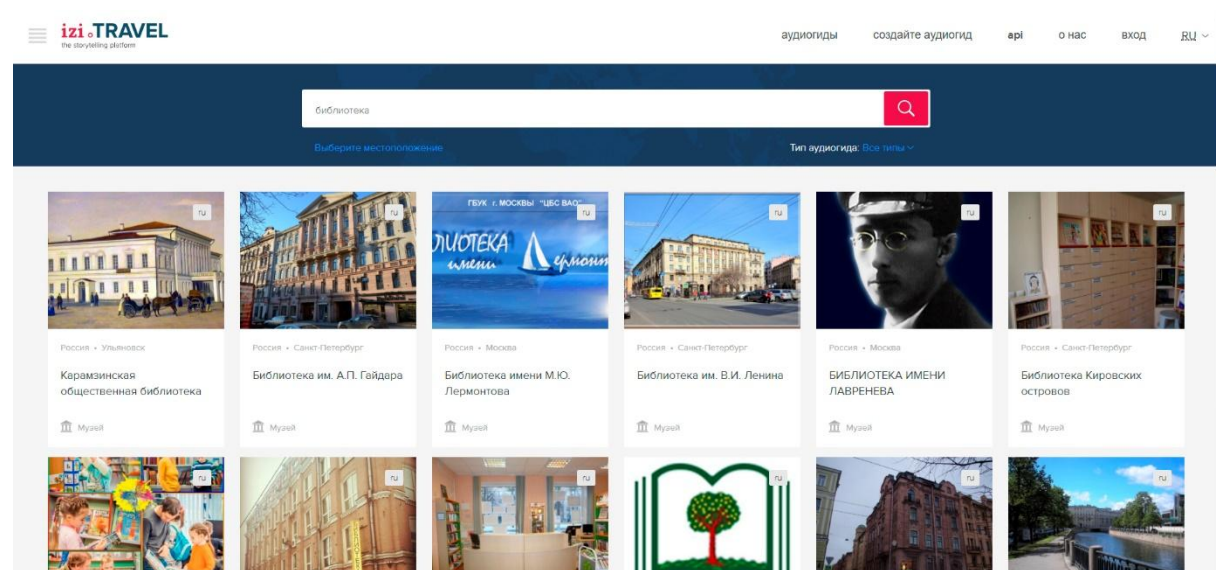 izi.TRAVEL
the storytelling platform
аудиогиды создайте аудиогид api о нас вход RU
библиотека
Выберите местоположение
Тип аудиогида: Все типы
ru ru ru ru ru ru
ГБУК г. МОСКВЫ "ЦБС ВАО"
ЛИОТЕКА
имени Лермонт
Россия • Ульяновск
Карамзинская
общественная библиотека
Музей
Россия • Санкт-Петербург
Библиотека им. А.П. Гайдара
Музей
Россия • Москва
Библиотека имени М.Ю.
Лермонтова
Музей
Россия • Санкт-Петербург
Библиотека им. В.И. Ленина
Музей
Россия • Москва
БИБЛИОТЕКА ИМЕНИ
ЛАВРЕНЕВА
Музей
Россия • Санкт-Петербург
Библиотека Кировских
островов
Музей
ru ru ru ru ru ru